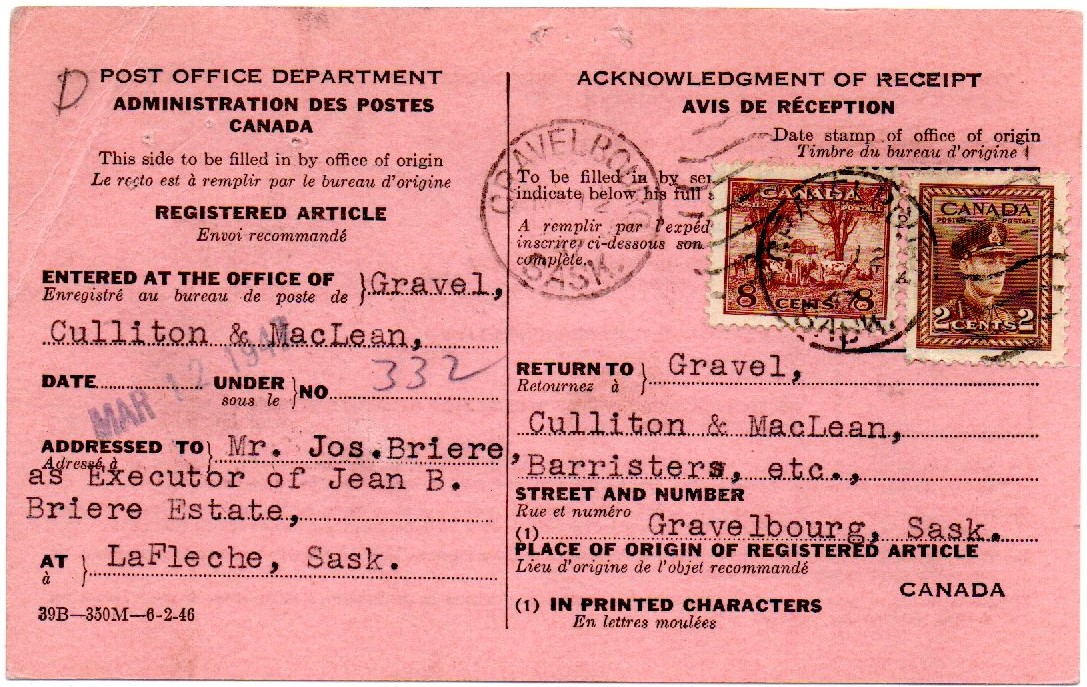 D
POST OFFICE DEPARTMENT
ADMINISTRATION DES POSTES
CANADA
This side to be filled in by office of origin
Le recto est à remplir par le bureau d'origine
REGISTERED ARTICLE
Envoi recommandé
ENTERED AT THE OFFICE OF } Gravel,
Enregistré au bureau de poste de
Culliton & MacLean,
MAR 12 194
DATE UNDER } NO 332
sous le
ADDRESSED TO } Mr. Jos.Briere
Adressé à
as Executor of Jean B.
Briere Estate,
AT } LaFleche, Sask.
à
39B—350M—6-2-46
ACKNOWLEDGMENT OF RECEIPT
AVIS DE RÉCEPTION
Date stamp of office of origin
Timbre du bureau d'origine
GRAVELBOURG
SASK.
To be filled in by
indicate below his full
A remplir par l'expéd
inscrire ci-dessous son
complète.
CANADA
8 CENTS 8
SASK.
CANADA
POSTES POSTAGE
2 CENTS 2
RETURN TO } Gravel,
Retournez à
Culliton & MacLean,
'Barristers, etc.,
STREET AND NUMBER
Rue et numéro
(1) Gravelbourg, Sask.
PLACE OF ORIGIN OF REGISTERED ARTICLE
Lieu d'origine de l'objet recommandé
CANADA
(1) IN PRINTED CHARACTERS
En lettres moulées